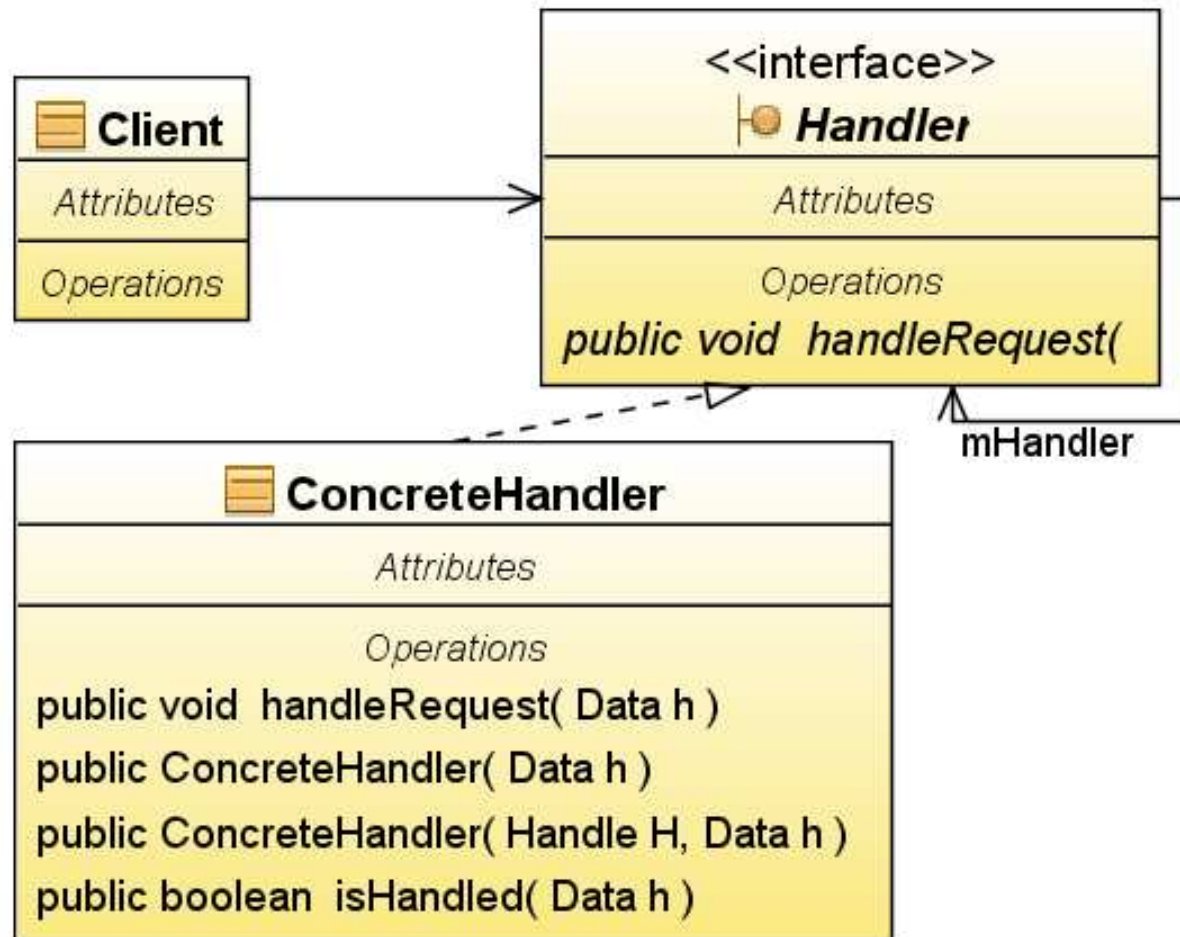 Client
Attributes
Operations
<<interface>>
Handler
Attributes
Operations
public void handleRequest(
mHandler
ConcreteHandler
Attributes
Operations
public void handleRequest( Data h )
public ConcreteHandler( Data h )
public ConcreteHandler( Handle H, Data h )
public boolean isHandled( Data h )